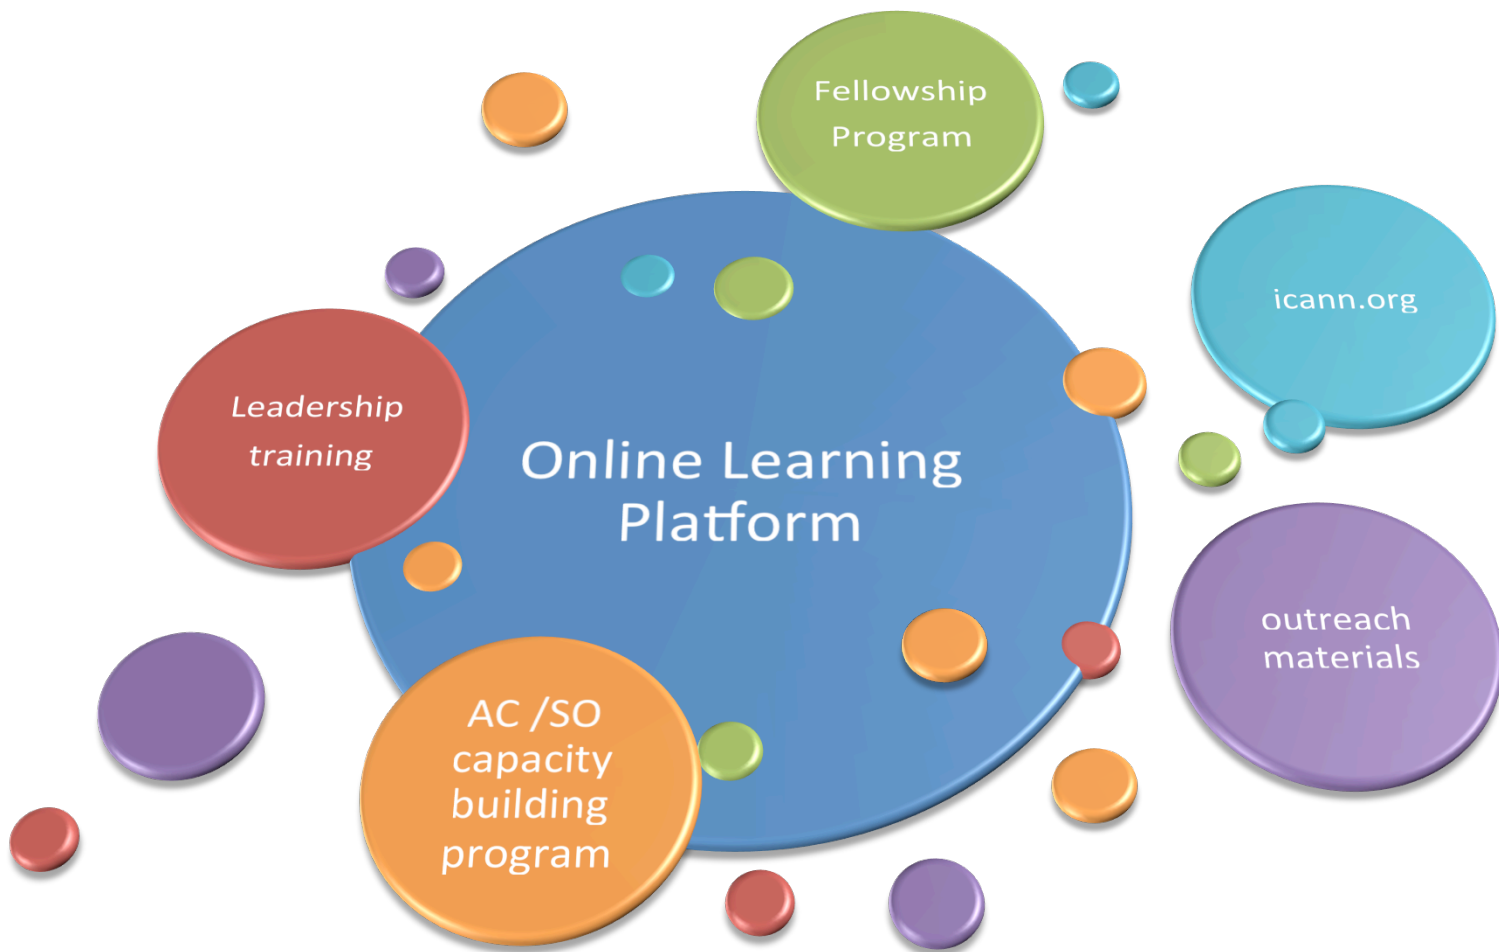 Fellowship
Program
icann.org
Leadership
training
Online Learning
Platform
outreach
materials
AC /SO
capacity
building
program